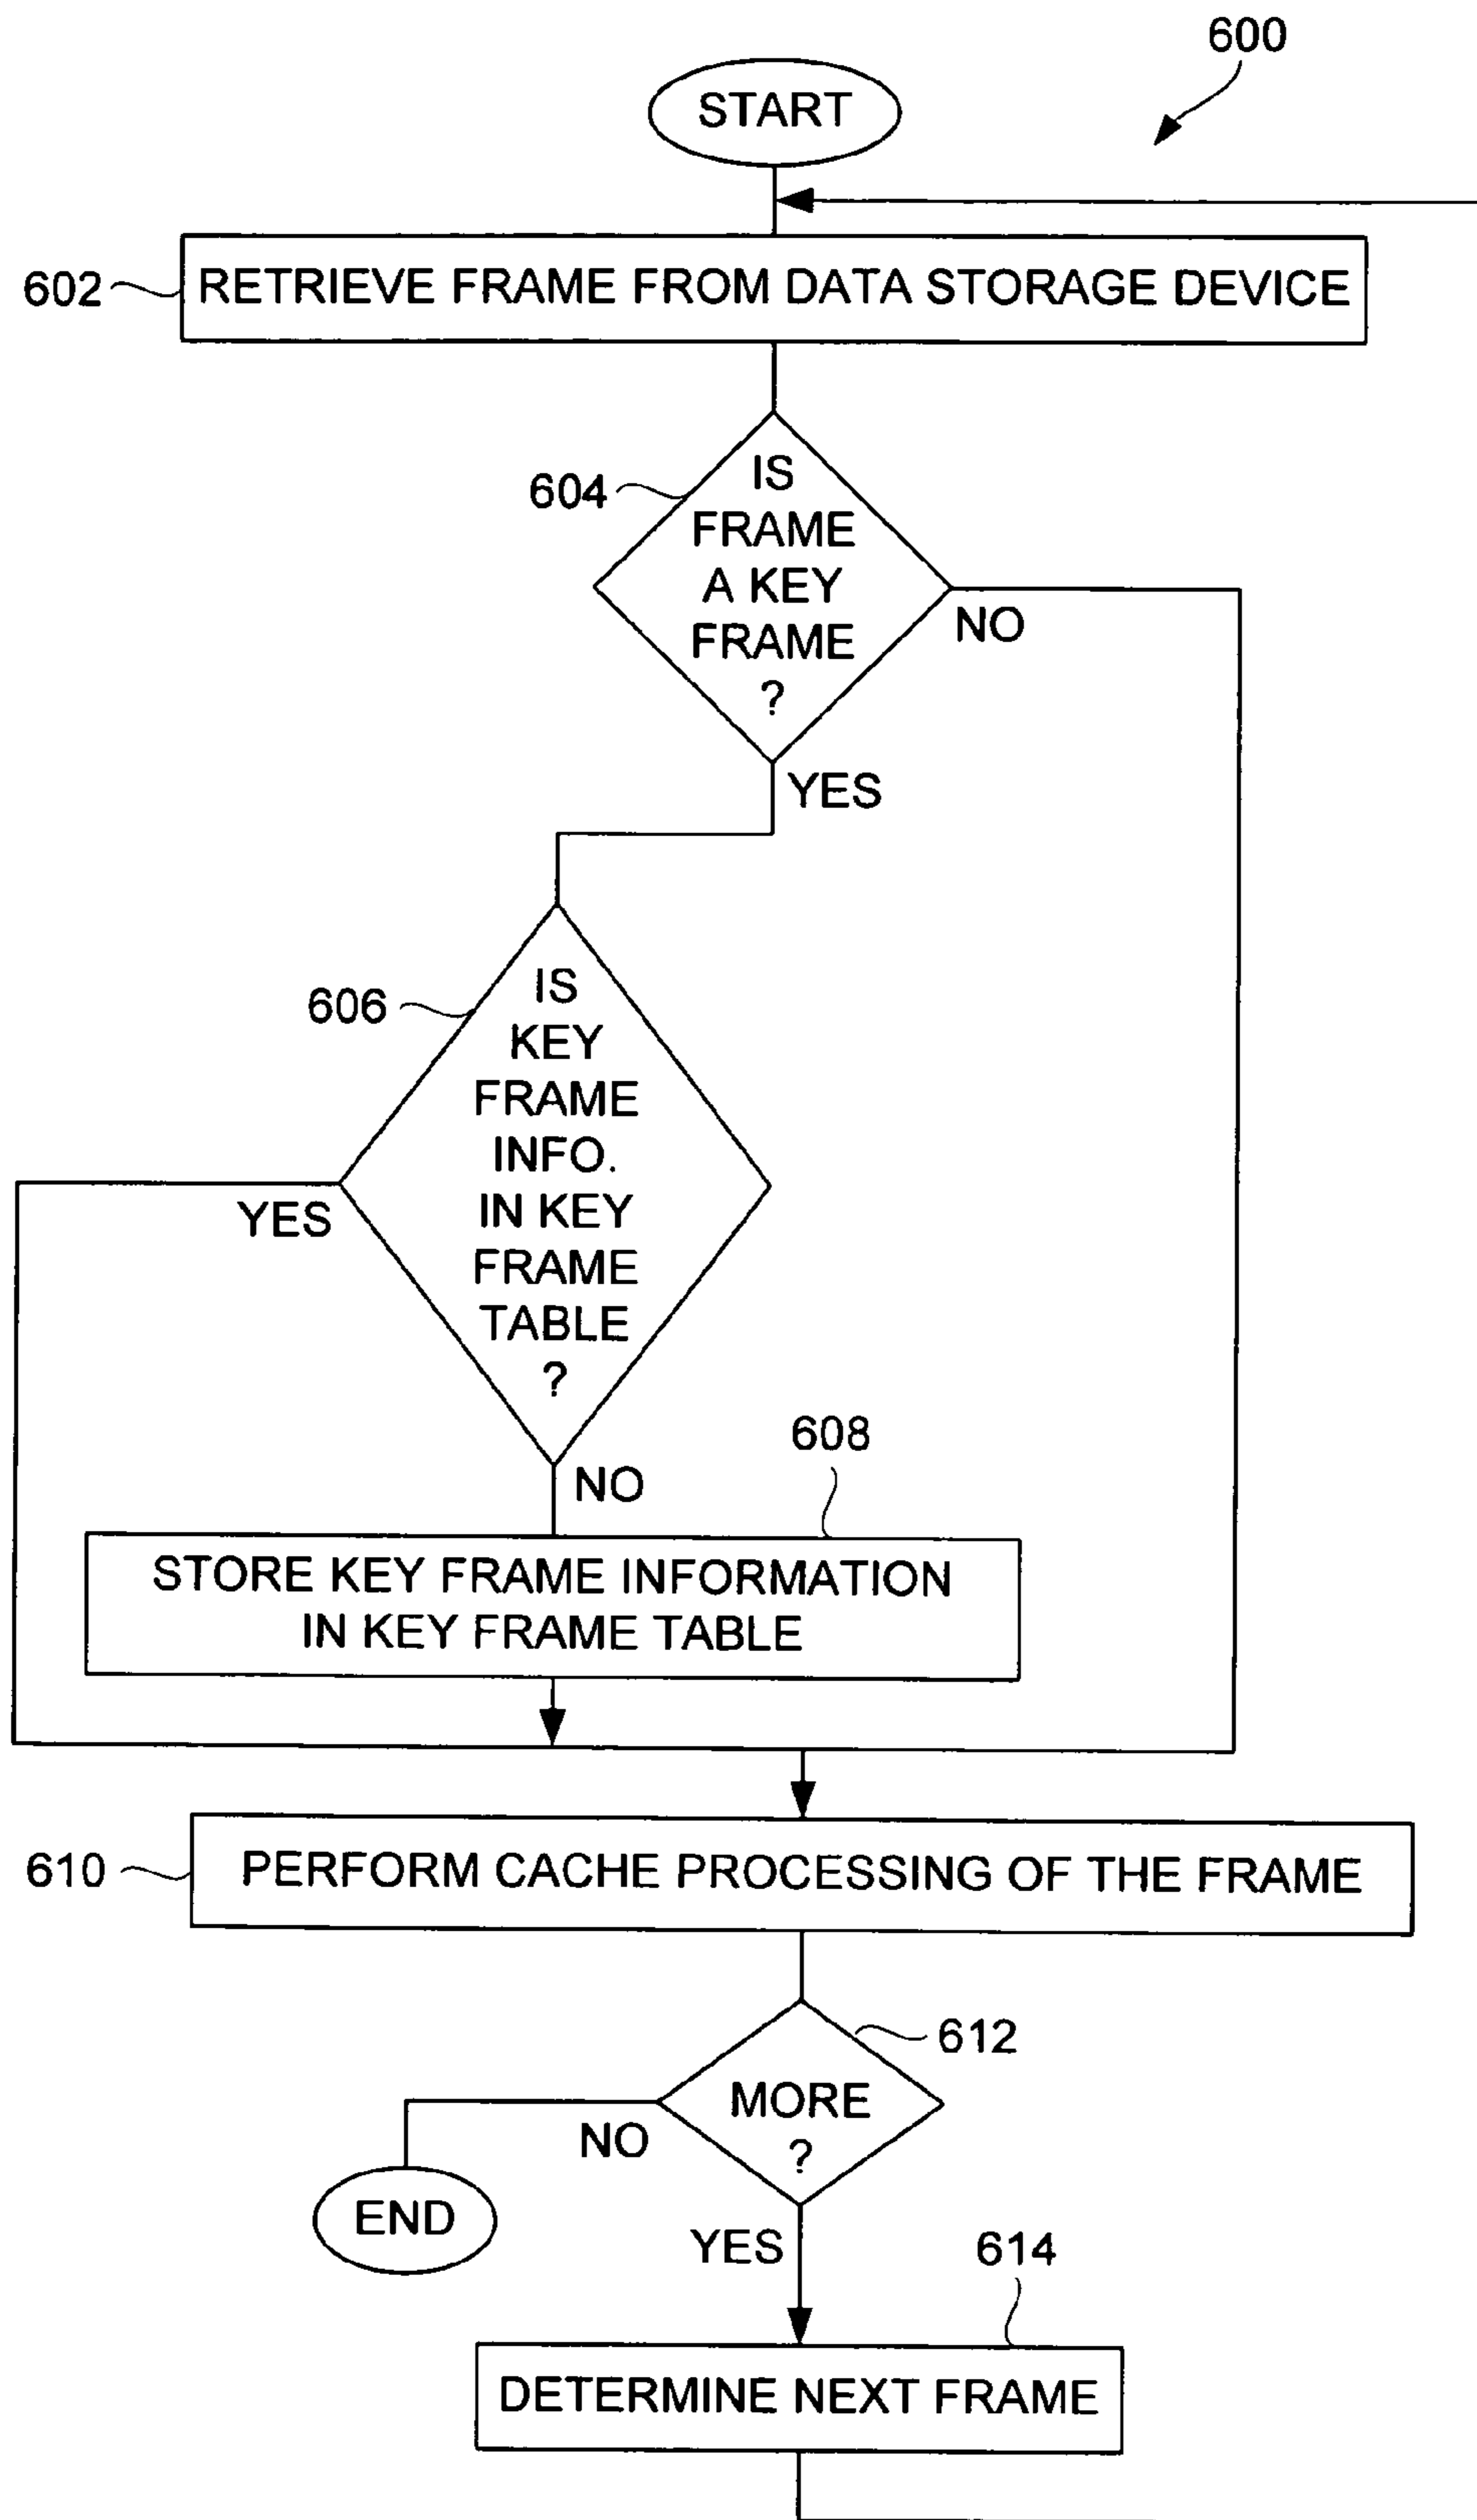 600
START
602
RETRIEVE FRAME FROM DATA STORAGE DEVICE
604
IS
FRAME
A KEY
FRAME
?
NO
YES
606
IS
KEY
FRAME
INFO.
IN KEY
FRAME
TABLE
?
YES
NO
608
STORE KEY FRAME INFORMATION
IN KEY FRAME TABLE
610
PERFORM CACHE PROCESSING OF THE FRAME
612
MORE
?
NO
END
YES
614
DETERMINE NEXT FRAME